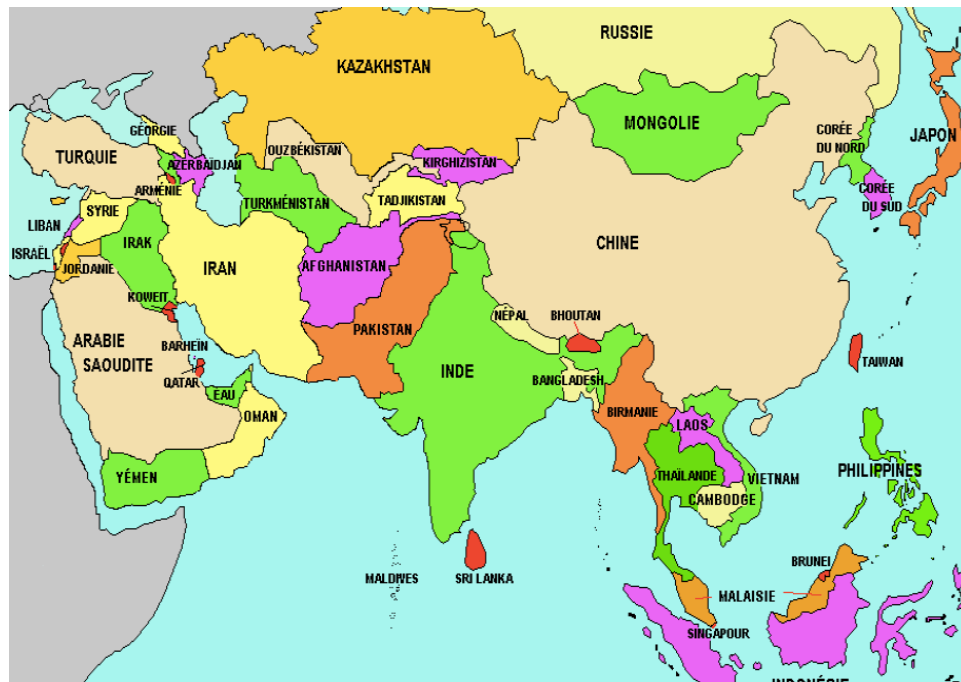 RUSSIE
KAZAKHSTAN
MONGOLIE
CORÉE
DU NORD
JAPON
GÉORGIE
OUZBÉKISTAN
TURQUIE
AZERBAÏDJAN
KIRGHIZISTAN
ARMÉNIE
TADJIKISTAN
CORÉE
DU SUD
SYRIE
TURKMÉNISTAN
LIBAN
IRAK
CHINE
ISRAËL
JORDANIE
IRAN
AFGHANISTAN
KOWEIT
NÉPAL
BHOUTAN
PAKISTAN
ARABIE
SAOUDITE
BARHEÏN
TAIWAN
INDE
QATAR
BANGLADESH
EAU
OMAN
BIRMANIE
LAOS
YÉMEN
THAÏLANDE
VIETNAM
PHILIPPINES
CAMBODGE
BRUNEI
MALDIVES
SRI LANKA
MALAISIE
SINGAPOUR
INDONÉSIE